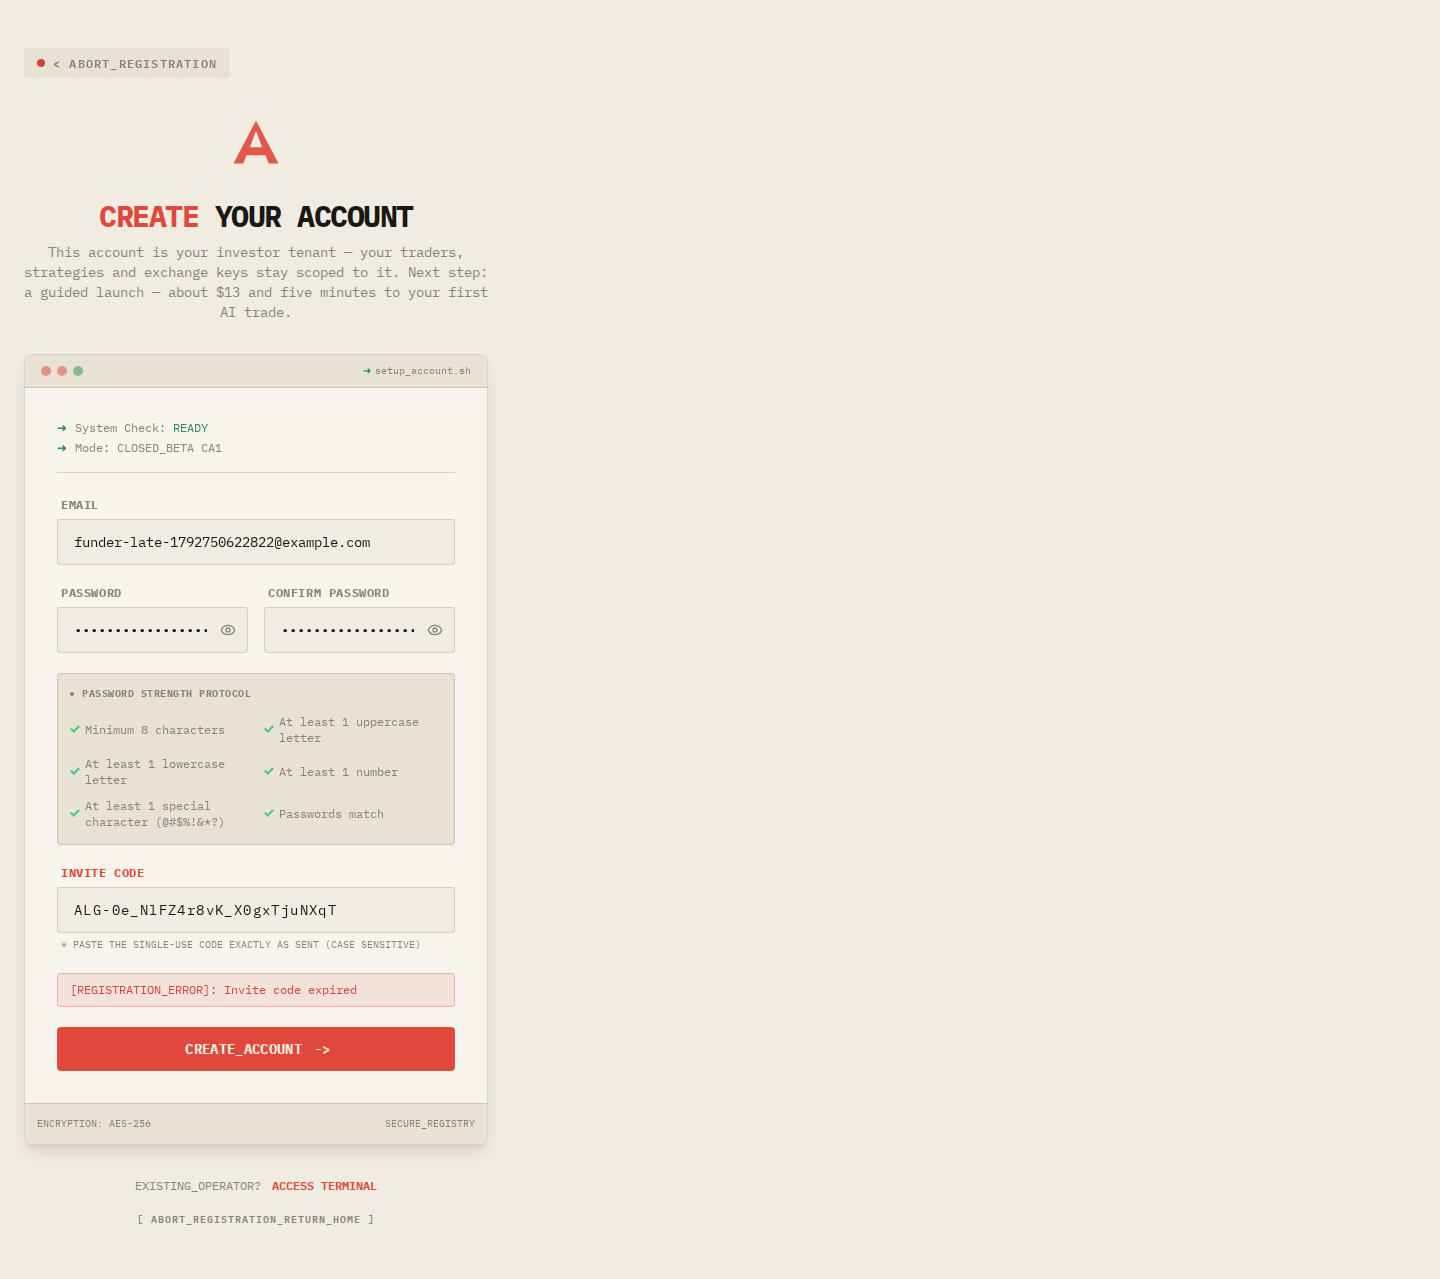 < ABORT_REGISTRATION
A
CREATE YOUR ACCOUNT
This account is your investor tenant — your traders,
strategies and exchange keys stay scoped to it. Next step:
a guided launch — about $13 and five minutes to your first
AI trade.
➜ setup_account.sh
➜ System Check: READY
➜ Mode: CLOSED_BETA CA1
EMAIL
funder-late-1792750622822@example.com
PASSWORD CONFIRM PASSWORD
••••••••••••••••• •••••••••••••••••
• PASSWORD STRENGTH PROTOCOL
Minimum 8 characters
At least 1 uppercase
letter
At least 1 lowercase
letter
At least 1 number
At least 1 special
character (@#$%!&*?)
Passwords match
INVITE CODE
ALG-0e_NlFZ4r8vK_X0gxTjuNXqT
* PASTE THE SINGLE-USE CODE EXACTLY AS SENT (CASE SENSITIVE)
[REGISTRATION_ERROR]: Invite code expired
CREATE_ACCOUNT ->
ENCRYPTION: AES-256 SECURE_REGISTRY
EXISTING_OPERATOR? ACCESS TERMINAL
[ ABORT_REGISTRATION_RETURN_HOME ]